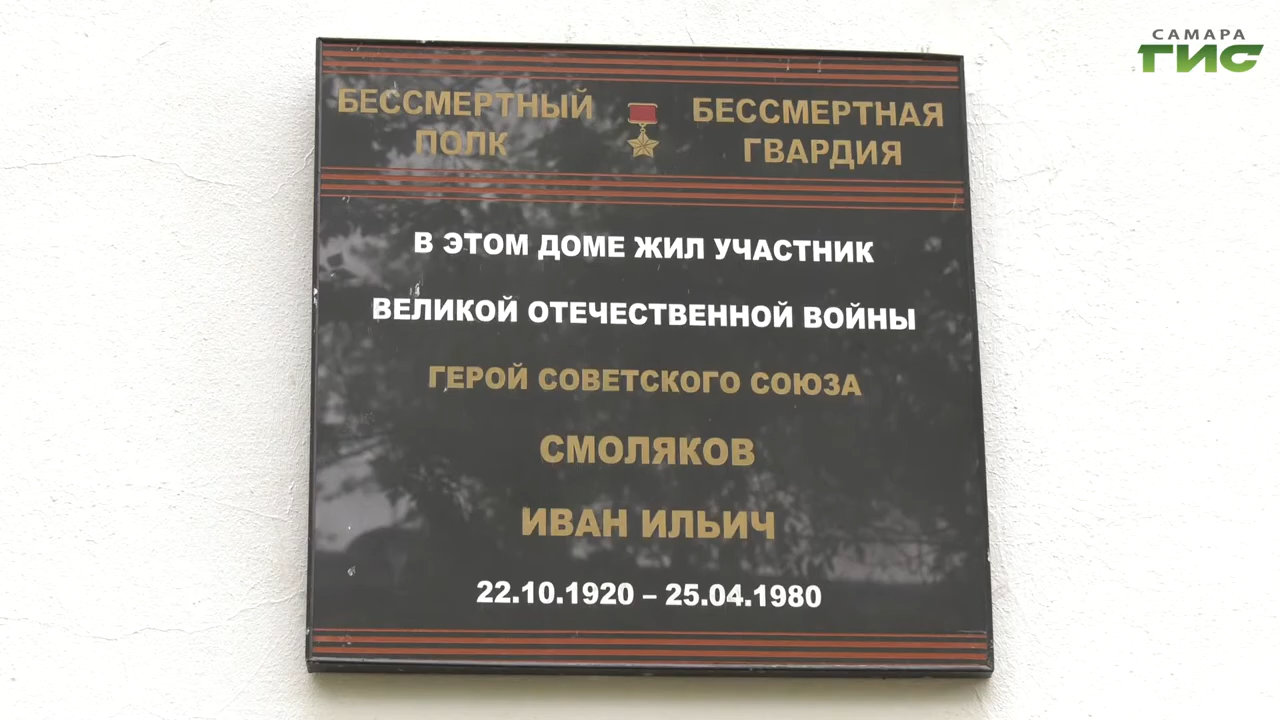 САМАРА
ГИС
БЕССМЕРТНЫЙ
ПОЛК
БЕССМЕРТНАЯ
ГВАРДИЯ
В ЭТОМ ДОМЕ ЖИЛ УЧАСТНИК
ВЕЛИКОЙ ОТЕЧЕСТВЕННОЙ ВОЙНЫ
ГЕРОЙ СОВЕТСКОГО СОЮЗА
СМОЛЯКОВ
ИВАН ИЛЬИЧ
22.10.1920 – 25.04.1980